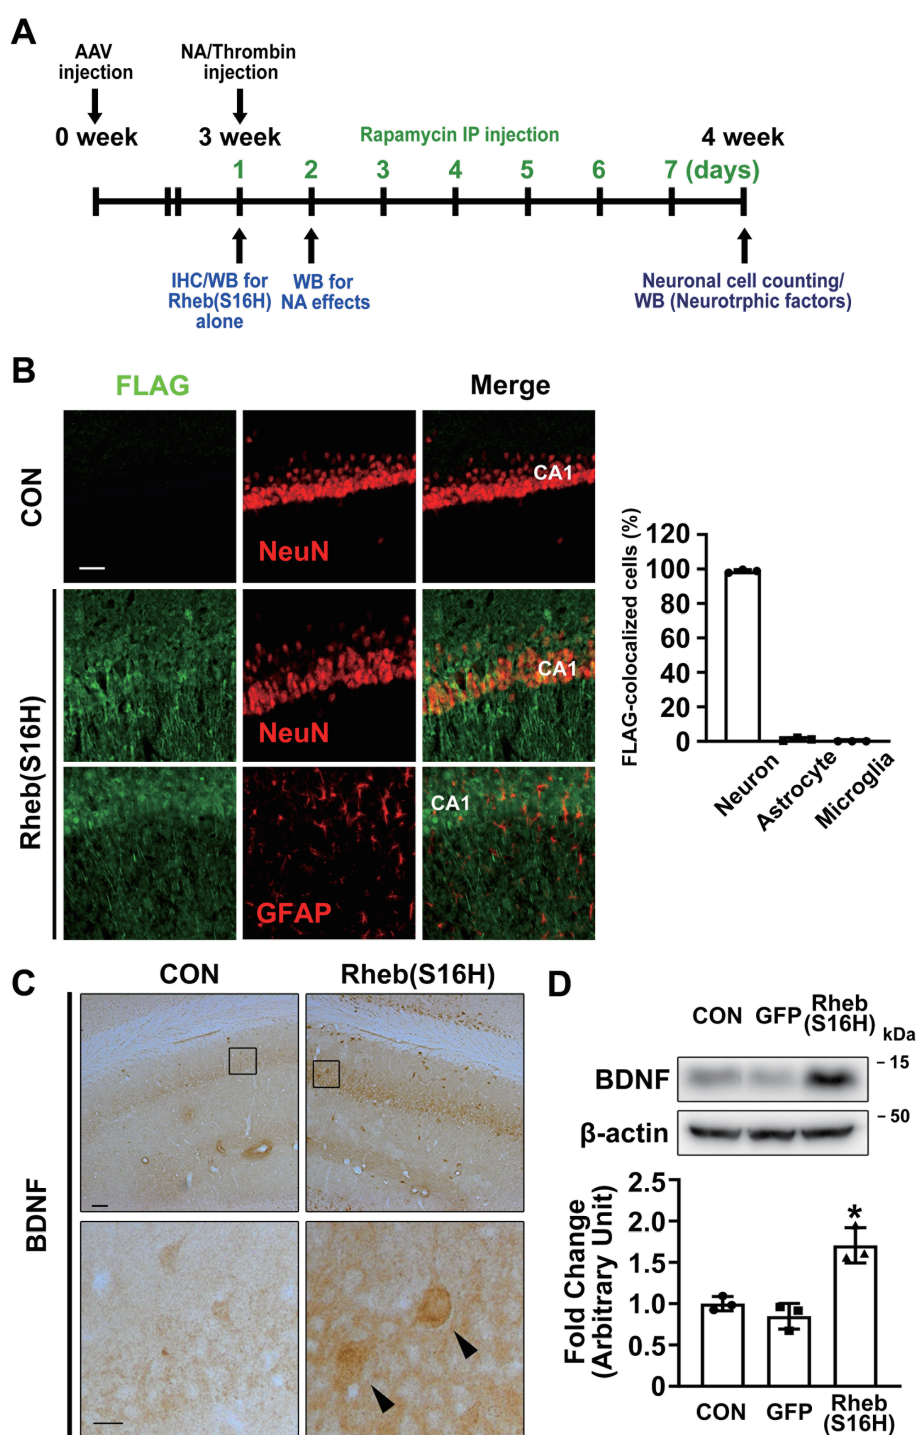 A
AAV
injection
NA/Thrombin
injection
0 week
3 week
Rapamycin IP injection
4 week
1
2
3
4
5
6
7 (days)
IHC/WB for
Rheb(S16H)
alone
WB for
NA effects
Neuronal cell counting/
WB (Neurotrphic factors)
B
FLAG
Merge
CON
NeuN
CA1
Rheb(S16H)
NeuN
CA1
GFAP
CA1
FLAG-colocalized cells (%)
120
100
80
60
40
20
0
Neuron
Astrocyte
Microglia
C
CON
Rheb(S16H)
BDNF
D
CON
GFP
Rheb
(S16H)
kDa
BDNF
- 15
β-actin
- 50
Fold Change
(Arbitrary Unit)
2.5
2.0
1.5
1.0
0.5
0
*
CON
GFP
Rheb
(S16H)